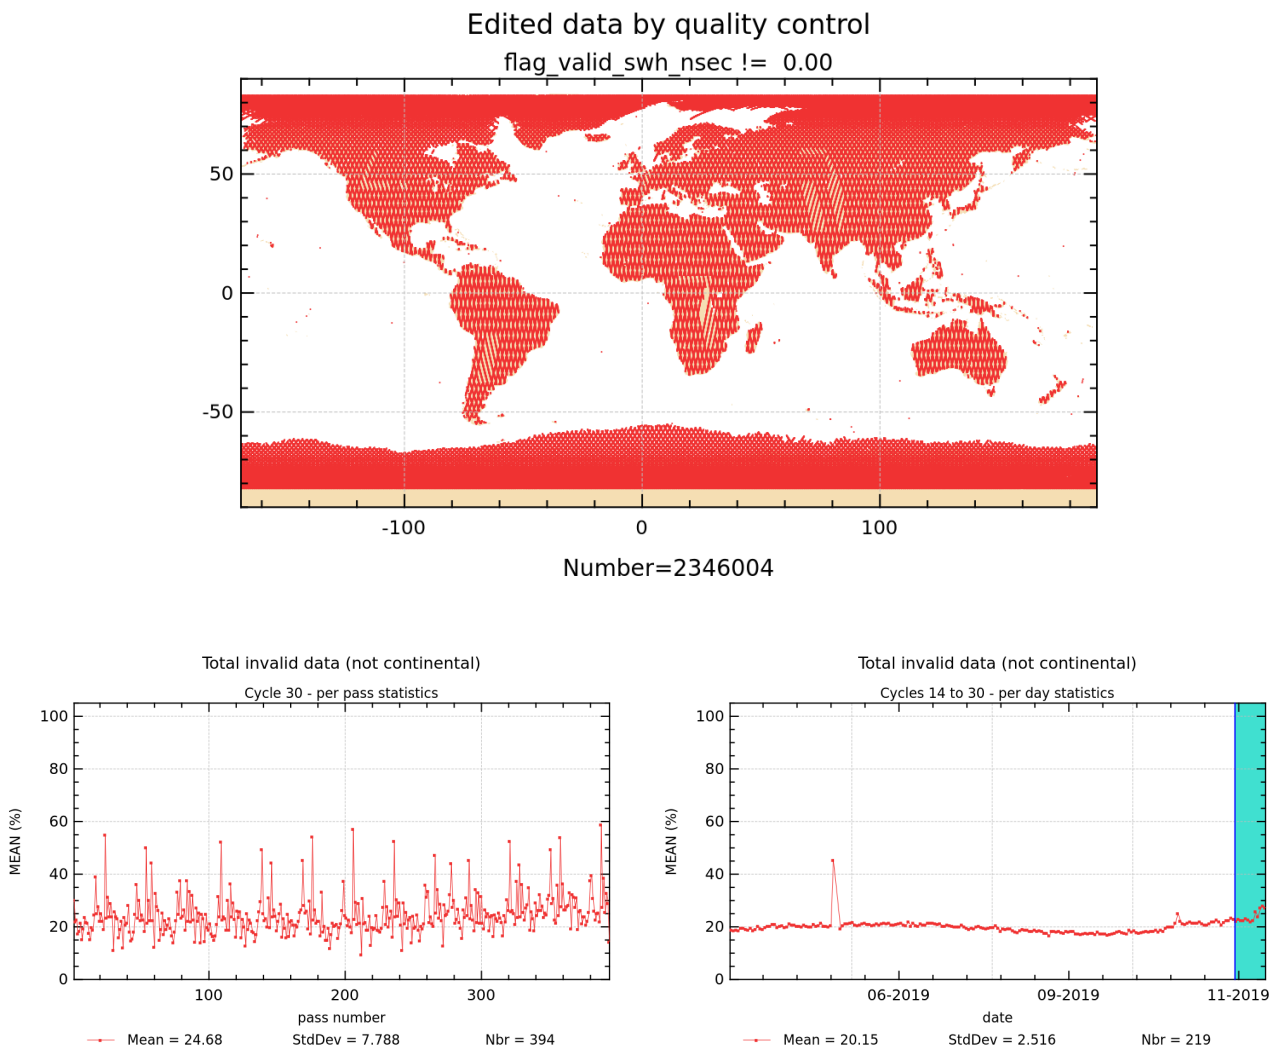 Edited data by quality control
flag_valid_swh_nsec != 0.00
50
0
-50
-100
0
100
Number=2346004
Total invalid data (not continental)
Cycle 30 - per pass statistics
MEAN (%)
100
80
60
40
20
0
100
200
300
pass number
Mean = 24.68
StdDev = 7.788
Nbr = 394
Total invalid data (not continental)
Cycles 14 to 30 - per day statistics
MEAN (%)
100
80
60
40
20
0
06-2019
09-2019
11-2019
date
Mean = 20.15
StdDev = 2.516
Nbr = 219